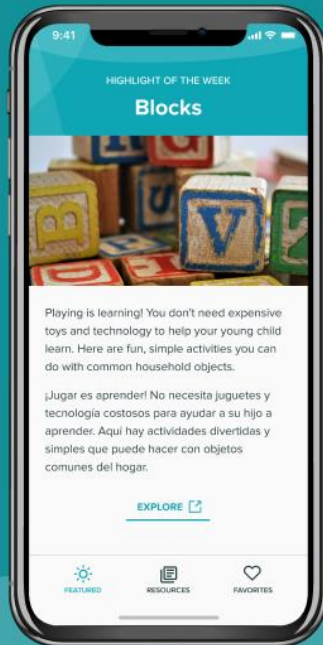 9:41
HIGHLIGHT OF THE WEEK
Blocks
B
G
V
Playing is learning! You don't need expensive
toys and technology to help your young child
learn. Here are fun, simple activities you can
do with common household objects.
¡Jugar es aprender! No necesita juguetes y
tecnología costosos para ayudar a su hijo a
aprender. Aquí hay actividades divertidas y
simples que puede hacer con objetos
comunes del hogar.
EXPLORE
FEATURED
RESOURCES
FAVORITES